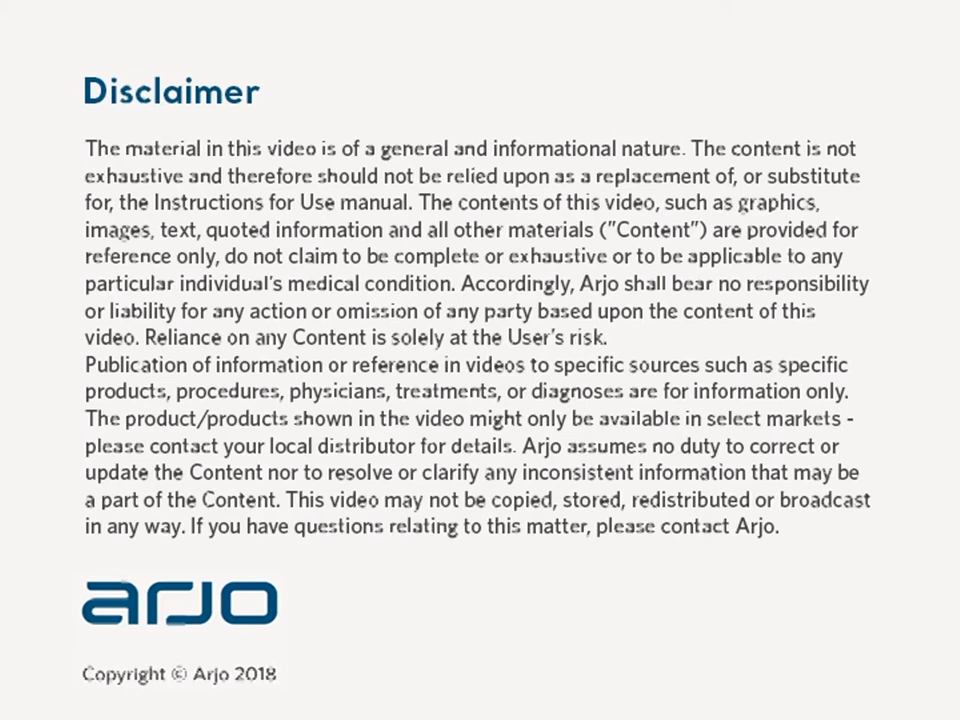 Disclaimer
The material in this video is of a general and informational nature. The content is not
exhaustive and therefore should not be relied upon as a replacement of, or substitute
for, the Instructions for Use manual. The contents of this video, such as graphics,
images, text, quoted information and all other materials ("Content") are provided for
reference only, do not claim to be complete or exhaustive or to be applicable to any
particular individual's medical condition. Accordingly, Arjo shall bear no responsibility
or liability for any action or omission of any party based upon the content of this
video. Reliance on any Content is solely at the User's risk.
Publication of information or reference in videos to specific sources such as specific
products, procedures, physicians, treatments, or diagnoses are for information only.
The product/products shown in the video might only be available in select markets -
please contact your local distributor for details. Arjo assumes no duty to correct or
update the Content nor to resolve or clarify any inconsistent information that may be
a part of the Content. This video may not be copied, stored, redistributed or broadcast
in any way. If you have questions relating to this matter, please contact Arjo.
arjo
Copyright © Arjo 2018